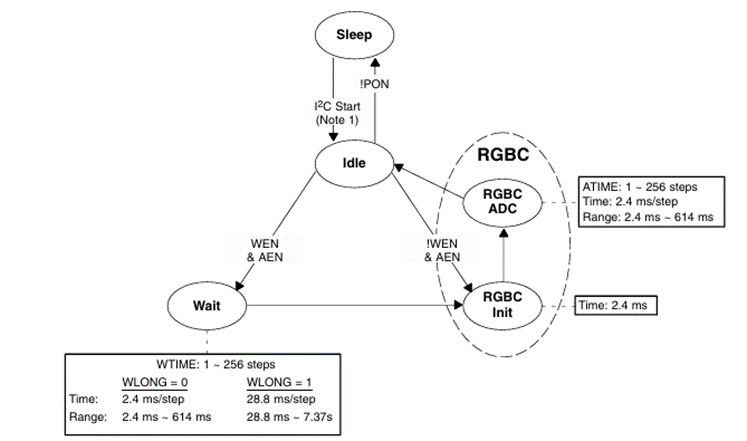 Sleep
!PON
I²C Start
(Note 1)
Idle
RGBC
RGBC
ADC
ATIME: 1 ~ 256 steps
Time: 2.4 ms/step
Range: 2.4 ms ~ 614 ms
WEN
& AEN
!WEN
& AEN
Wait
RGBC
Init
Time: 2.4 ms
WTIME: 1 ~ 256 steps
WLONG = 0 WLONG = 1
Time: 2.4 ms/step 28.8 ms/step
Range: 2.4 ms ~ 614 ms 28.8 ms ~ 7.37s